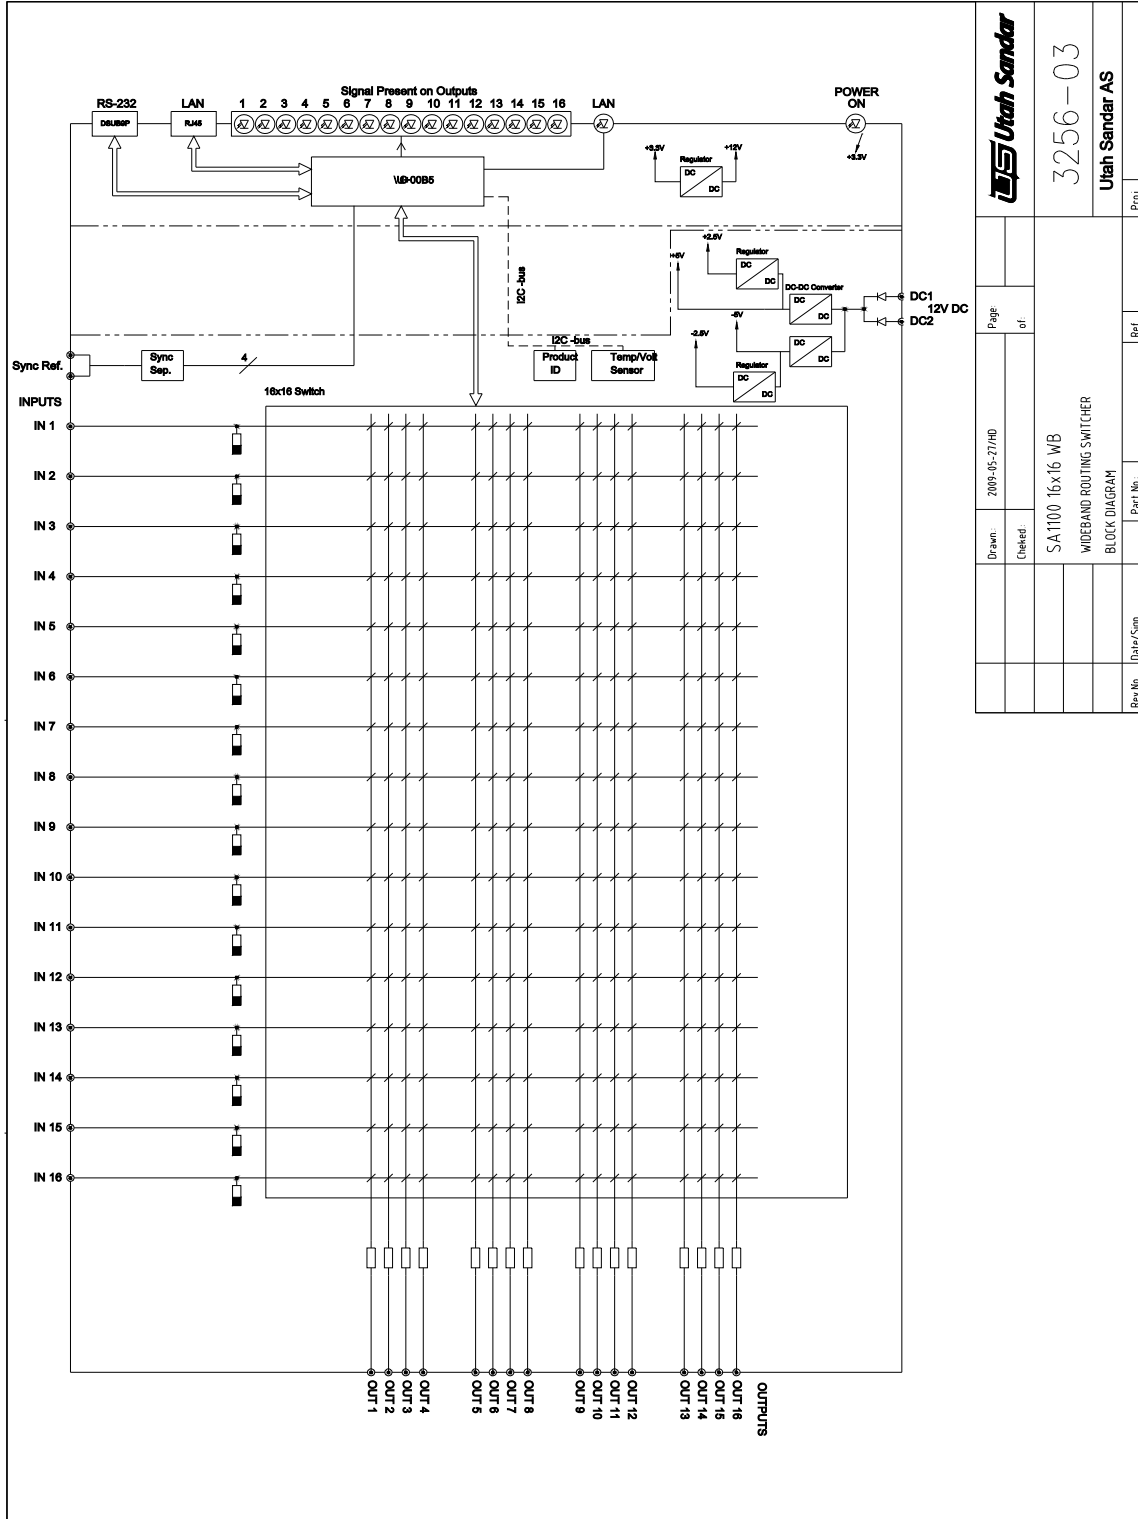 Signal Present on Outputs
RS-232
LAN
1 2 3 4 5 6 7 8 9 10 11 12 13 14 15 16
LAN
POWER
ON
DSUB9P
RJ45
+3.3V
\U+00B5
+3.3V
Regulator
DC
DC
+12V
I2C -bus
+2.5V
+5V
Regulator
DC
DC
DC-DC Converter
DC
DC
DC1
12V DC
DC2
-5V
-2.5V
DC
DC
Regulator
DC
DC
I2C -bus
Product
ID
Temp/Volt
Sensor
Sync Ref.
Sync
Sep.
4
16x16 Switch
INPUTS
IN 1
IN 2
IN 3
IN 4
IN 5
IN 6
IN 7
IN 8
IN 9
IN 10
IN 11
IN 12
IN 13
IN 14
IN 15
IN 16
OUT 1
OUT 2
OUT 3
OUT 4
OUT 5
OUT 6
OUT 7
OUT 8
OUT 9
OUT 10
OUT 11
OUT 12
OUT 13
OUT 14
OUT 15
OUT 16
OUTPUTS
Utah Sandar
3256-03
Utah Sandar AS
Page:
of:
Drawn: 2009-05-27/HD
Cheked:
SA1100 16x16 WB
WIDEBAND ROUTING SWITCHER
BLOCK DIAGRAM
Rev.No
Date/Sign
Part No.
Ref
Proj